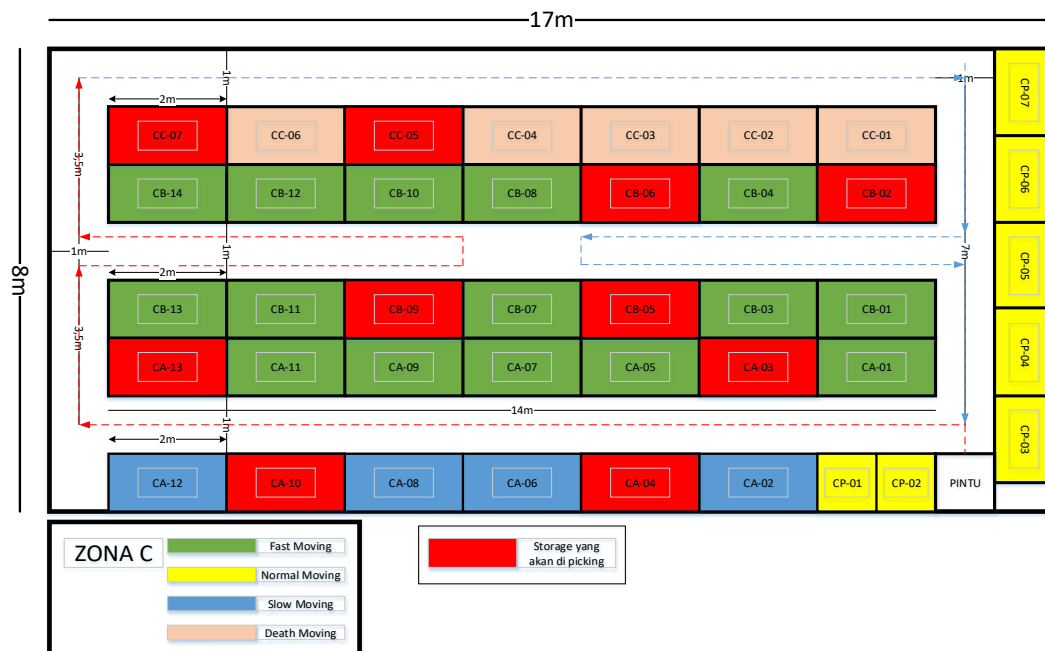 17m
8m
1m
1m
2m
CC-07
CC-06
CC-05
CC-04
CC-03
CC-02
CC-01
CP-07
3,5m
CB-14
CB-12
CB-10
CB-08
CB-06
CB-04
CB-02
CP-06
1m
1m
7m
CP-05
2m
CB-13
CB-11
CB-09
CB-07
CB-05
CB-03
CB-01
3,5m
CA-13
CA-11
CA-09
CA-07
CA-05
CA-03
CA-01
CP-04
14m
1m
2m
CP-03
CA-12
CA-10
CA-08
CA-06
CA-04
CA-02
CP-01
CP-02
PINTU
ZONA C
Fast Moving
Normal Moving
Slow Moving
Death Moving
Storage yang
akan di picking